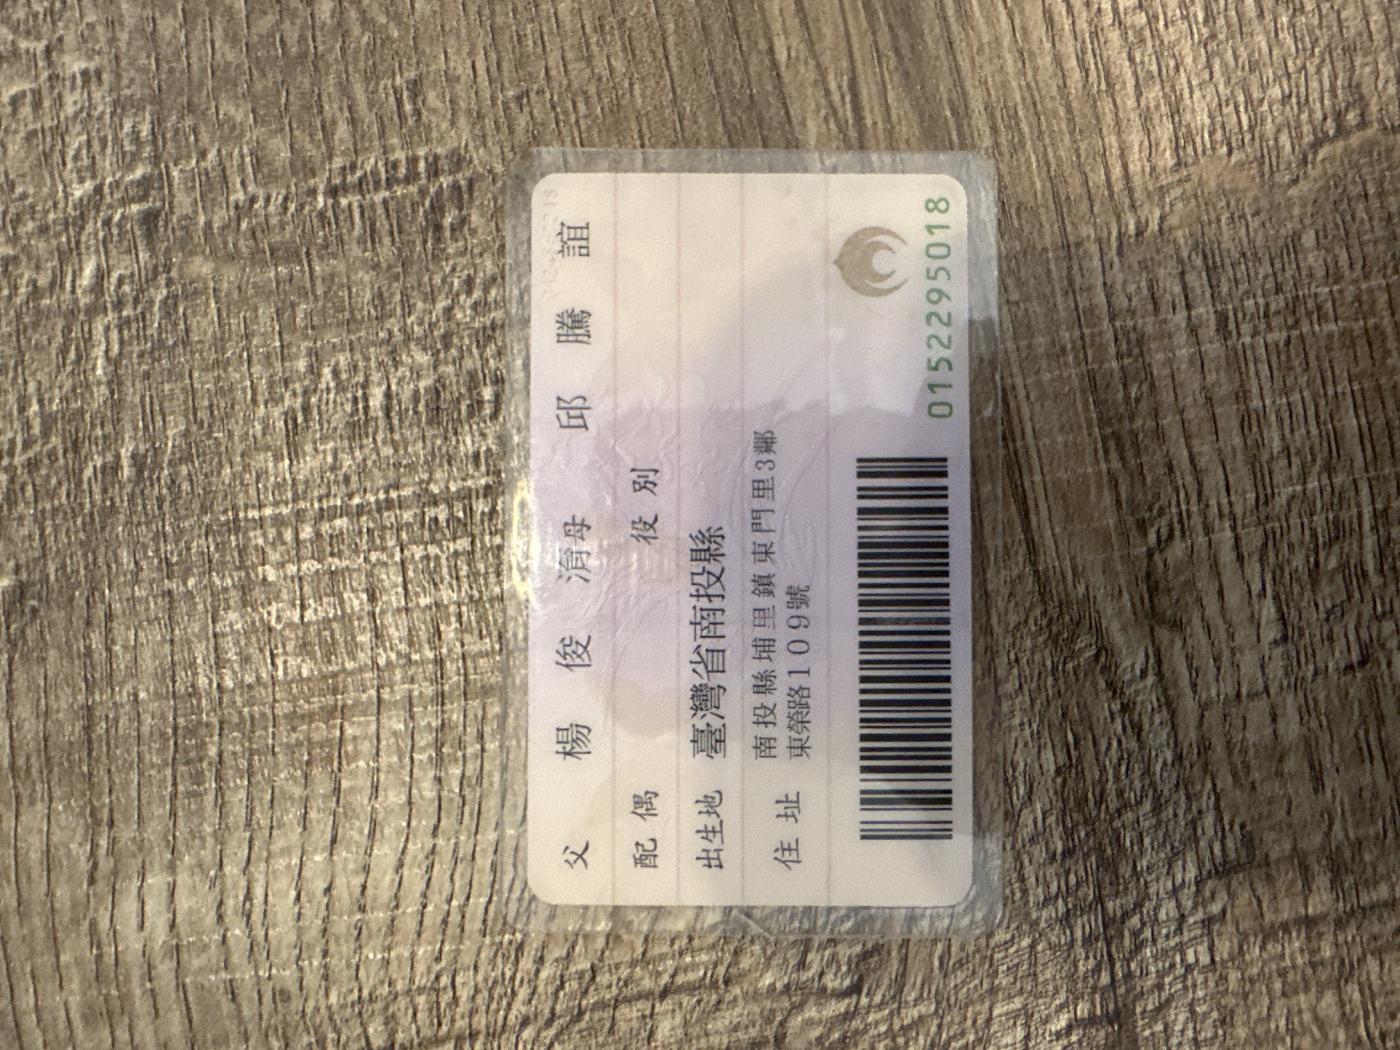 父 楊俊淯 母 邱騰誼
配偶 役別
出生地 臺灣省南投縣
住址 南投縣埔里鎮東門里3鄰
東榮路109號
0152295018